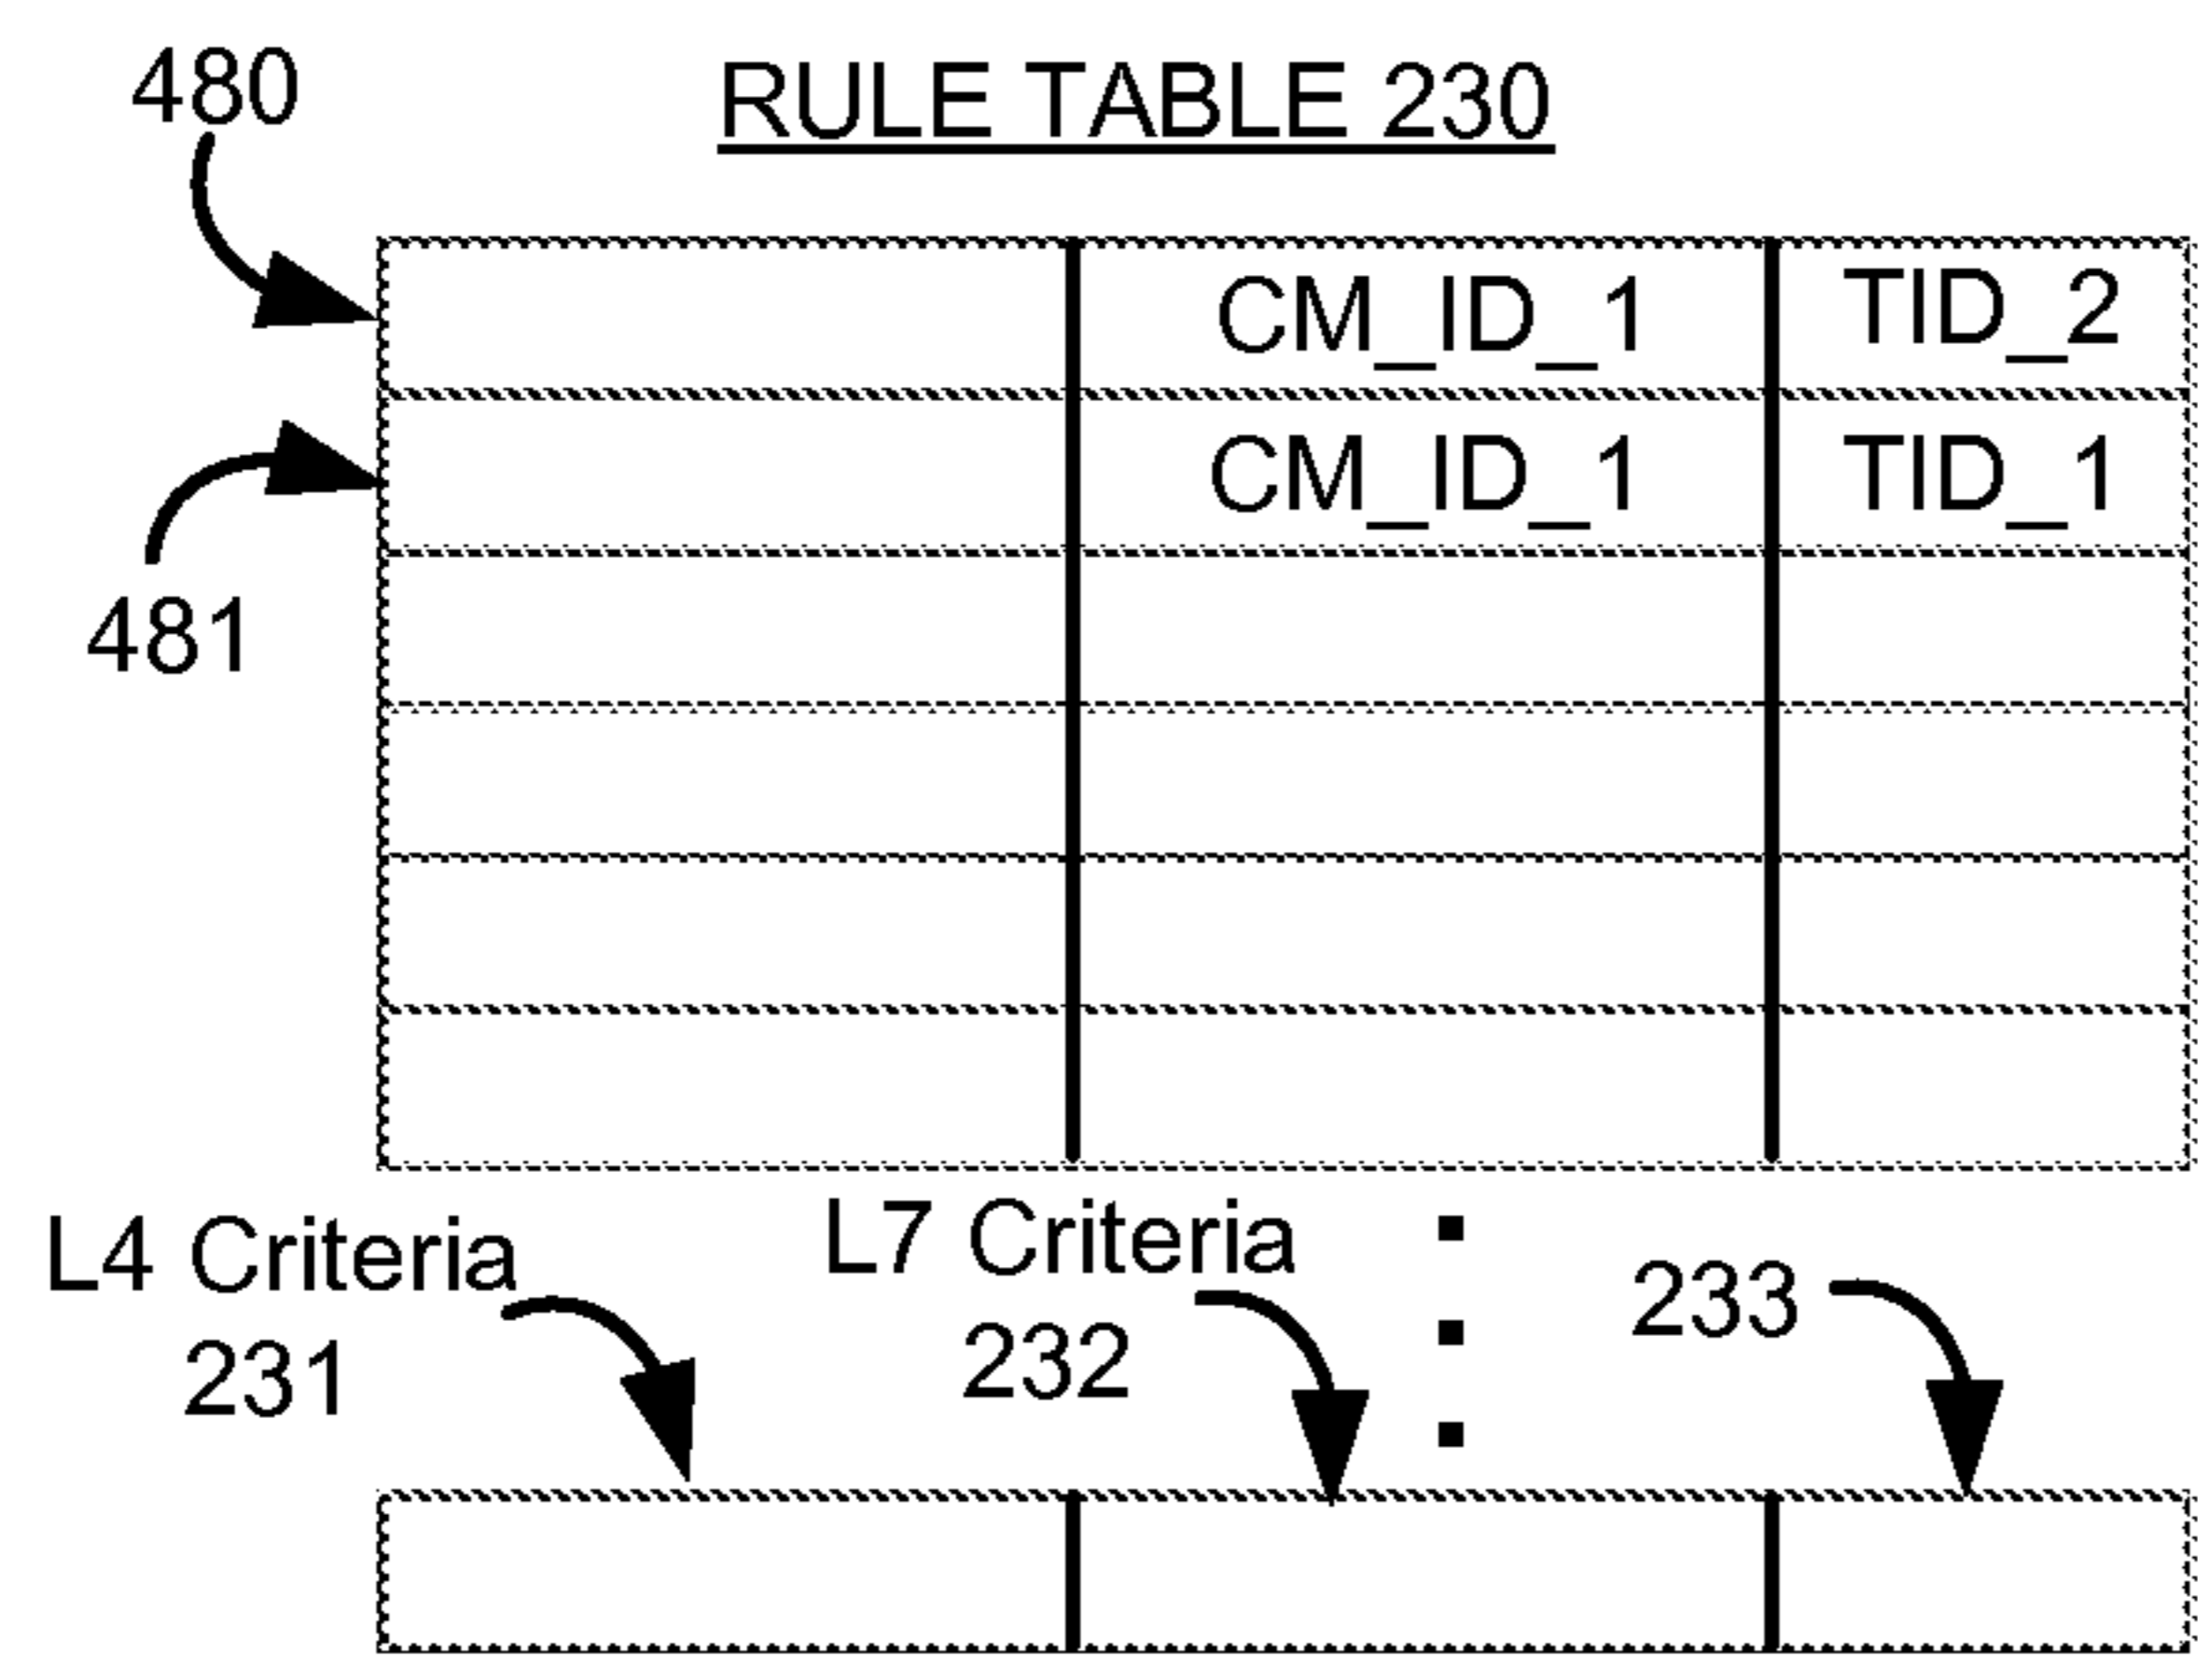 480
RULE TABLE 230
CM_ID_1 TID_2
CM_ID_1 TID_1
481
L4 Criteria
231
L7 Criteria
232
233